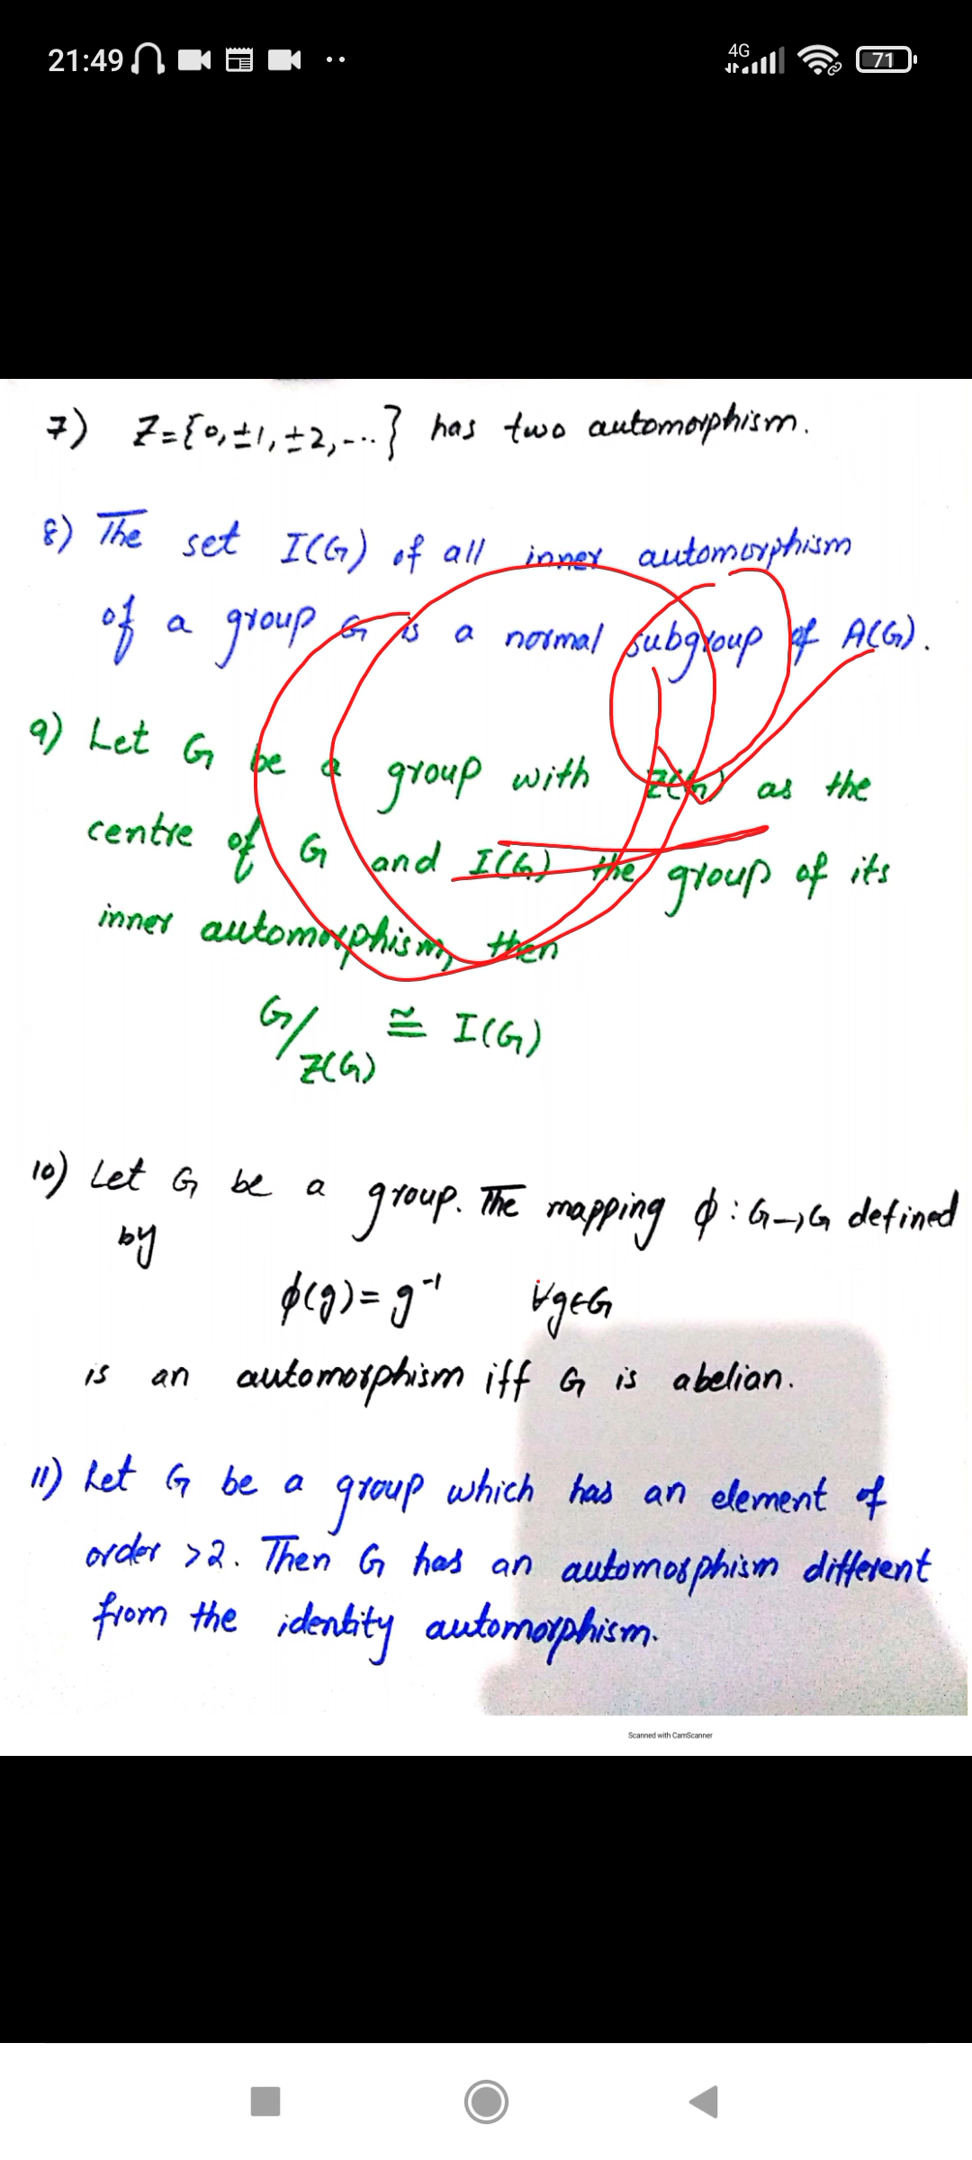 21:49
4G
71
7) Z={0,±1,±2,---} has two automorphism.
8) The set I(G) of all inner automorphism
of a group G is a normal subgroup of A(G).
9) Let G be a group with Z(G) as the
centre of G and I(G) the group of its
inner automorphism, then
G/Z(G) ≅ I(G)
10) Let G be a group. The mapping ϕ:G→G defined
by
ϕ(g)=g⁻¹ ∀g∈G
is an automorphism iff G is abelian.
11) Let G be a group which has an element of
order >2. Then G has an automorphism different
from the identity automorphism.
Scanned with CamScanner